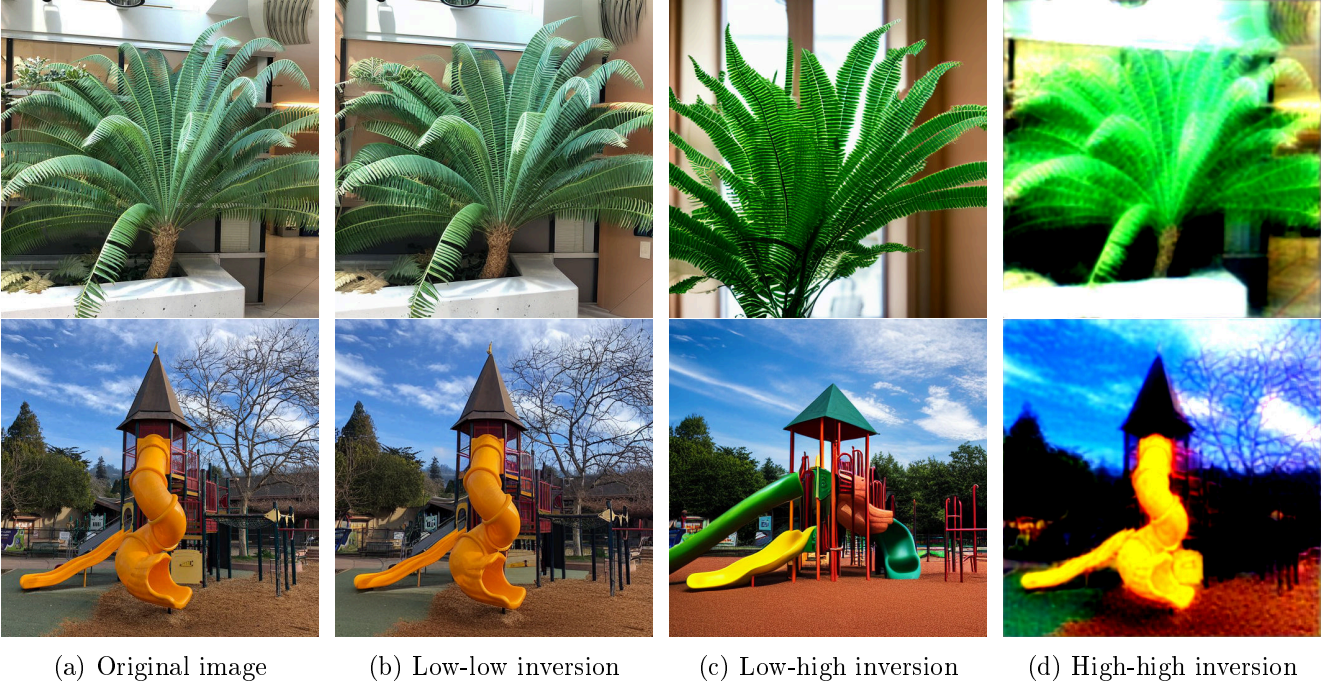 (a) Original image
(b) Low-low inversion
(c) Low-high inversion
(d) High-high inversion